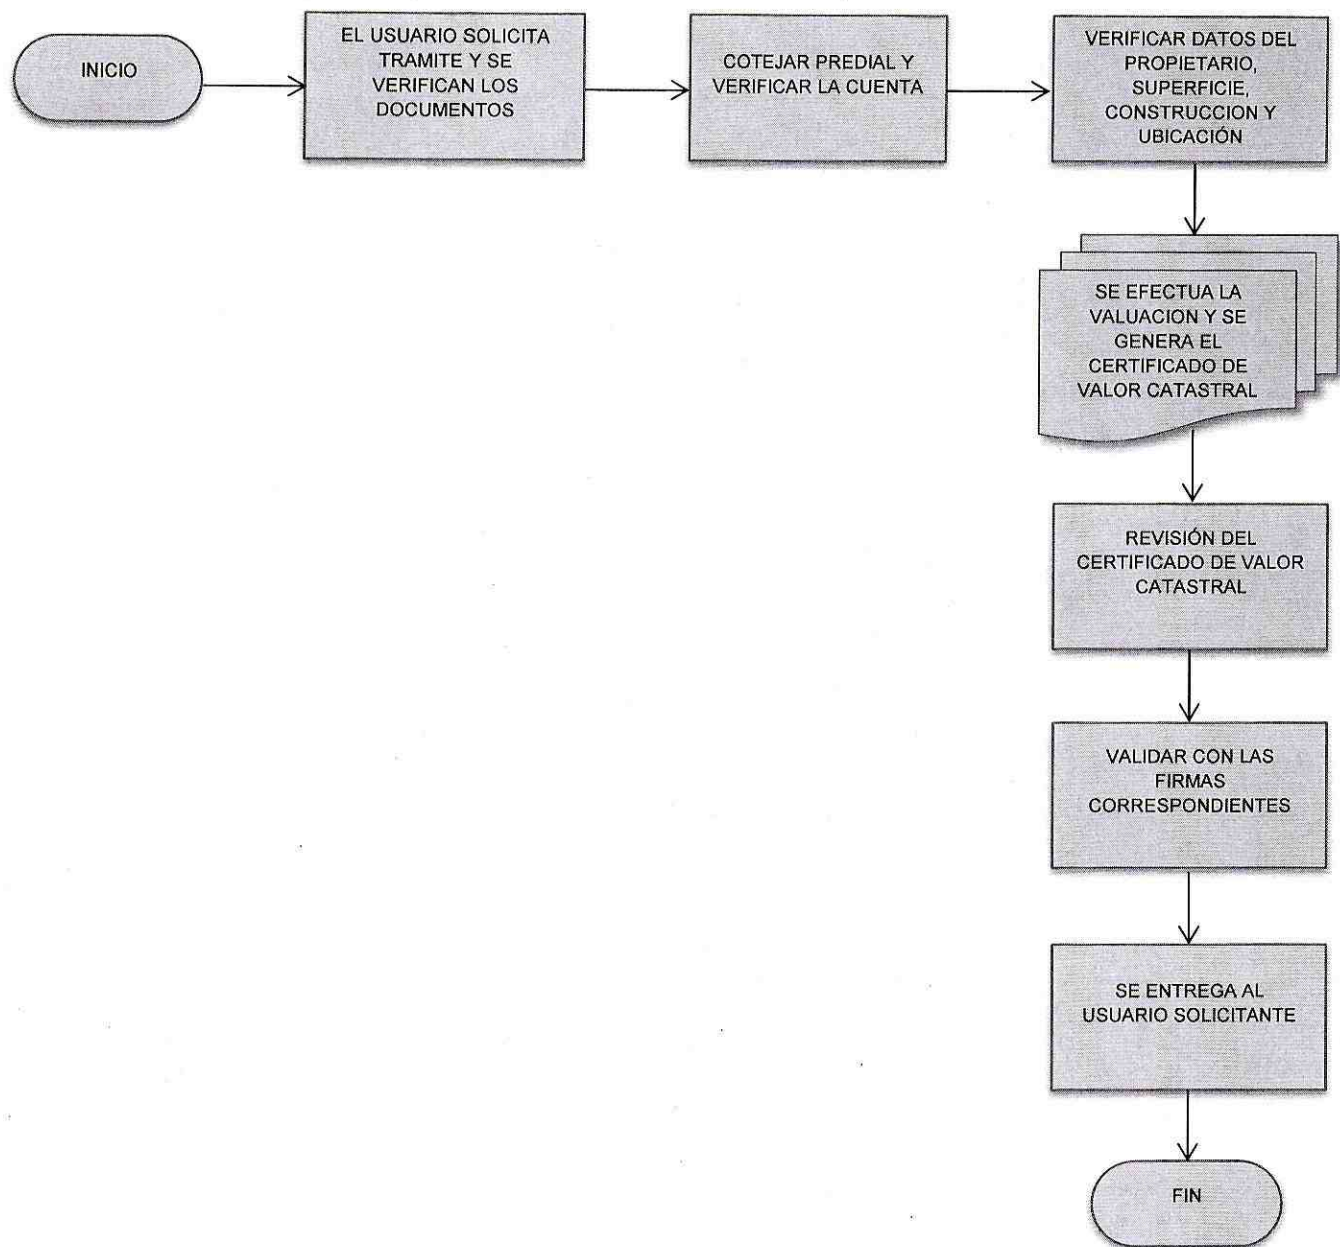 INICIO
EL USUARIO SOLICITA
TRAMITE Y SE
VERIFICAN LOS
DOCUMENTOS
COTEJAR PREDIAL Y
VERIFICAR LA CUENTA
VERIFICAR DATOS DEL
PROPIETARIO,
SUPERFICIE,
CONSTRUCCION Y
UBICACIÓN
SE EFECTUA LA
VALUACION Y SE
GENERA EL
CERTIFICADO DE
VALOR CATASTRAL
REVISIÓN DEL
CERTIFICADO DE VALOR
CATASTRAL
VALIDAR CON LAS
FIRMAS
CORRESPONDIENTES
SE ENTREGA AL
USUARIO SOLICITANTE
FIN